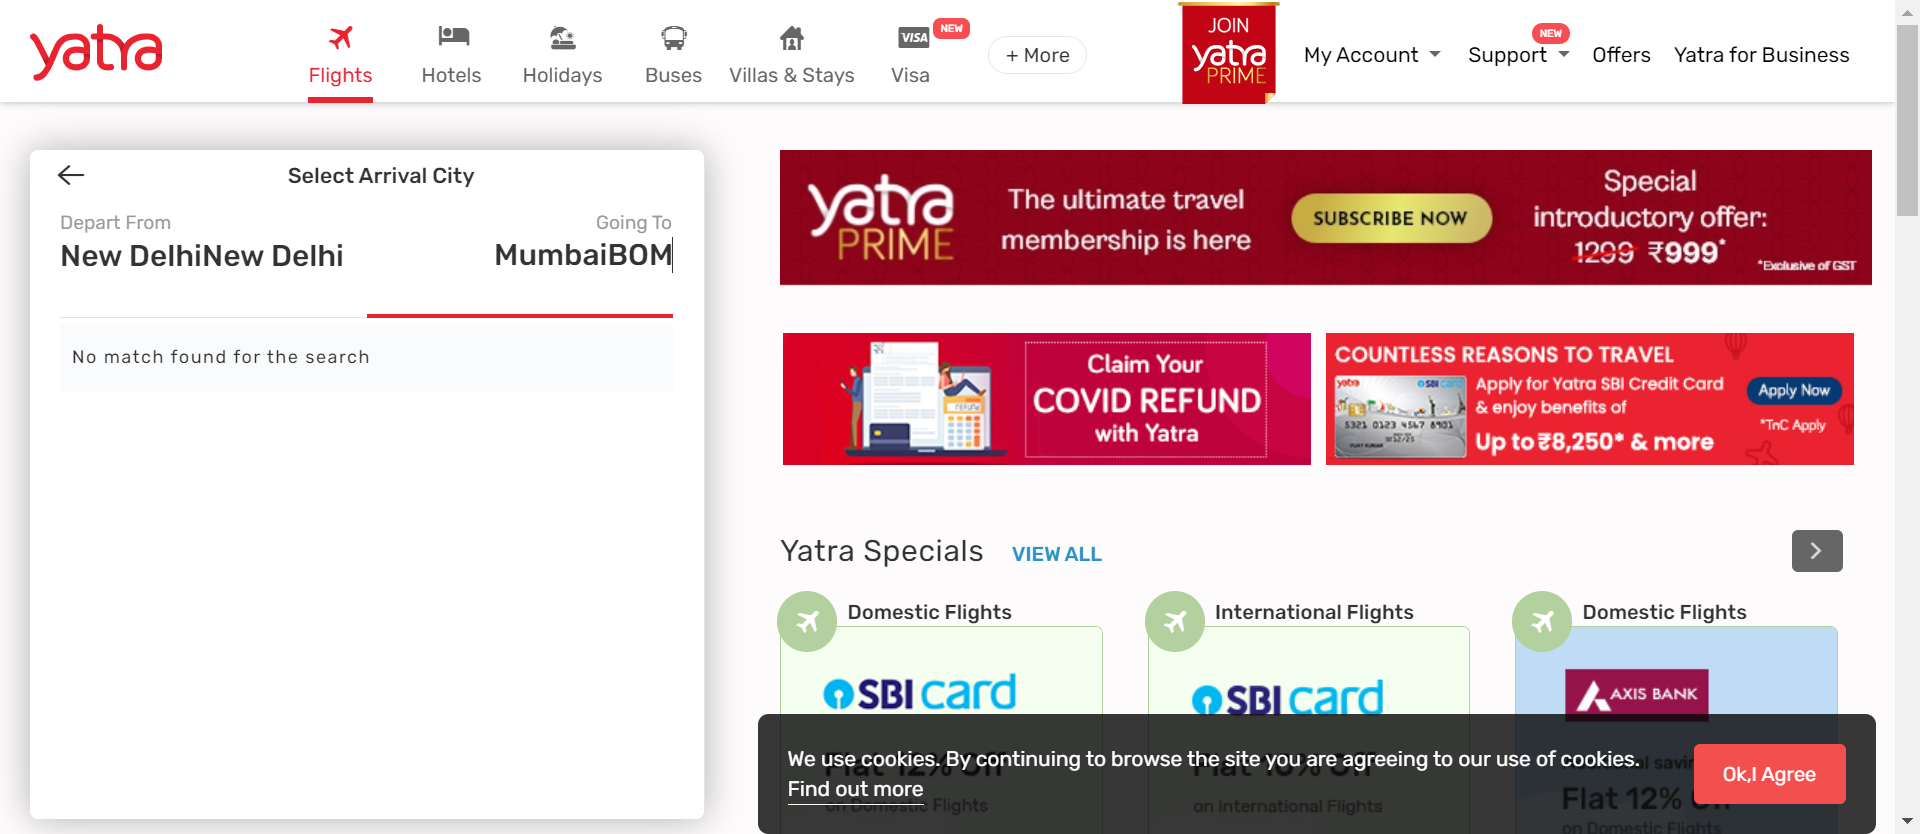 yatra
Flights
Hotels
Holidays
Buses
Villas & Stays
VISA
NEW
Visa
+ More
JOIN
yatra
PRIME
My Account
NEW
Support
Offers
Yatra for Business
Select Arrival City
Depart From
Going To
New DelhiNew Delhi
MumbaiBOM
No match found for the search
yatra
PRIME
The ultimate travel
membership is here
SUBSCRIBE NOW
Special
introductory offer:
1299 ₹999*
*Exclusive of GST
Claim Your
COVID REFUND
with Yatra
COUNTLESS REASONS TO TRAVEL
yatra
SBI card
5321 0123 4567 8901
Apply for Yatra SBI Credit Card
& enjoy benefits of
Up to ₹8,250* & more
Apply Now
*TnC Apply
Yatra Specials
VIEW ALL
Domestic Flights
International Flights
Domestic Flights
SBI card
SBI card
AXIS BANK
We use cookies. By continuing to browse the site you are agreeing to our use of cookies.
Find out more
Ok,I Agree
Flat 12% Off
on Domestic Flights
Flat 10% Off
on International Flights
Flat 12% Off
on Domestic Flights